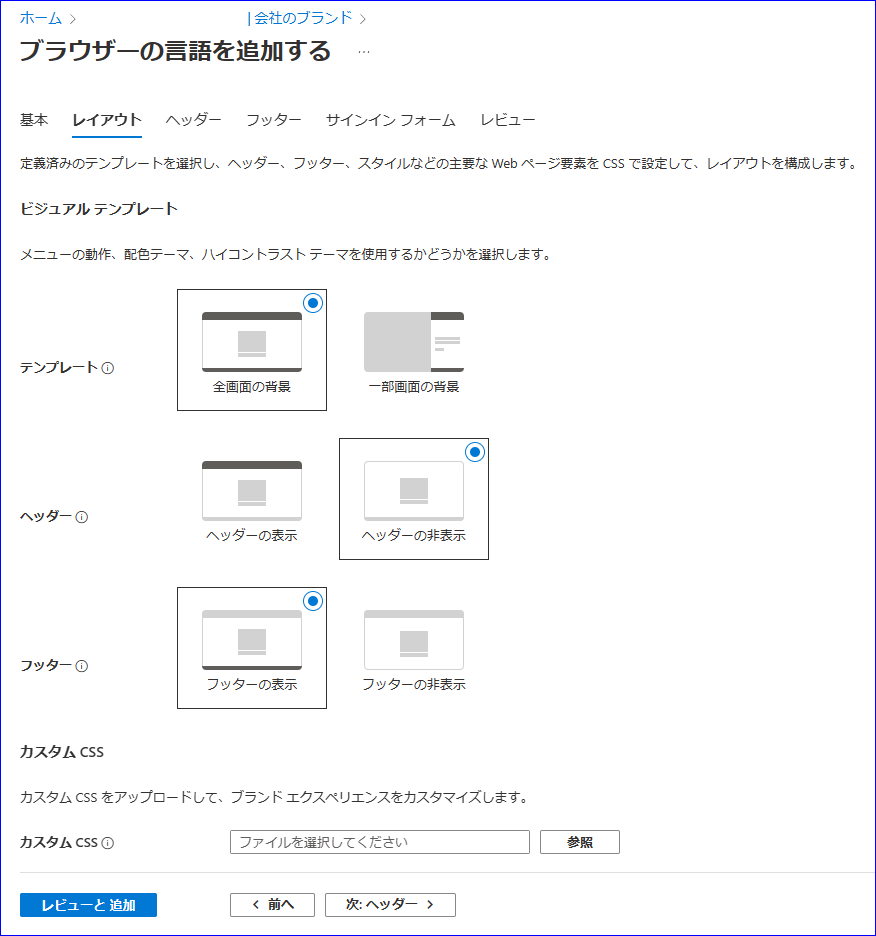 ホーム >
| 会社のブランド >
ブラウザーの言語を追加する ...
基本 レイアウト ヘッダー フッター サインイン フォーム レビュー
定義済みのテンプレートを選択し、ヘッダー、フッター、スタイルなどの主要な Web ページ要素を CSS で設定して、レイアウトを構成します。
ビジュアル テンプレート
メニューの動作、配色テーマ、ハイコントラスト テーマを使用するかどうかを選択します。
テンプレート
全画面の背景 一部画面の背景
ヘッダー
ヘッダーの表示 ヘッダーの非表示
フッター
フッターの表示 フッターの非表示
カスタム CSS
カスタム CSS をアップロードして、ブランド エクスペリエンスをカスタマイズします。
カスタム CSS ファイルを選択してください 参照
レビューと 追加 < 前へ 次: ヘッダー >